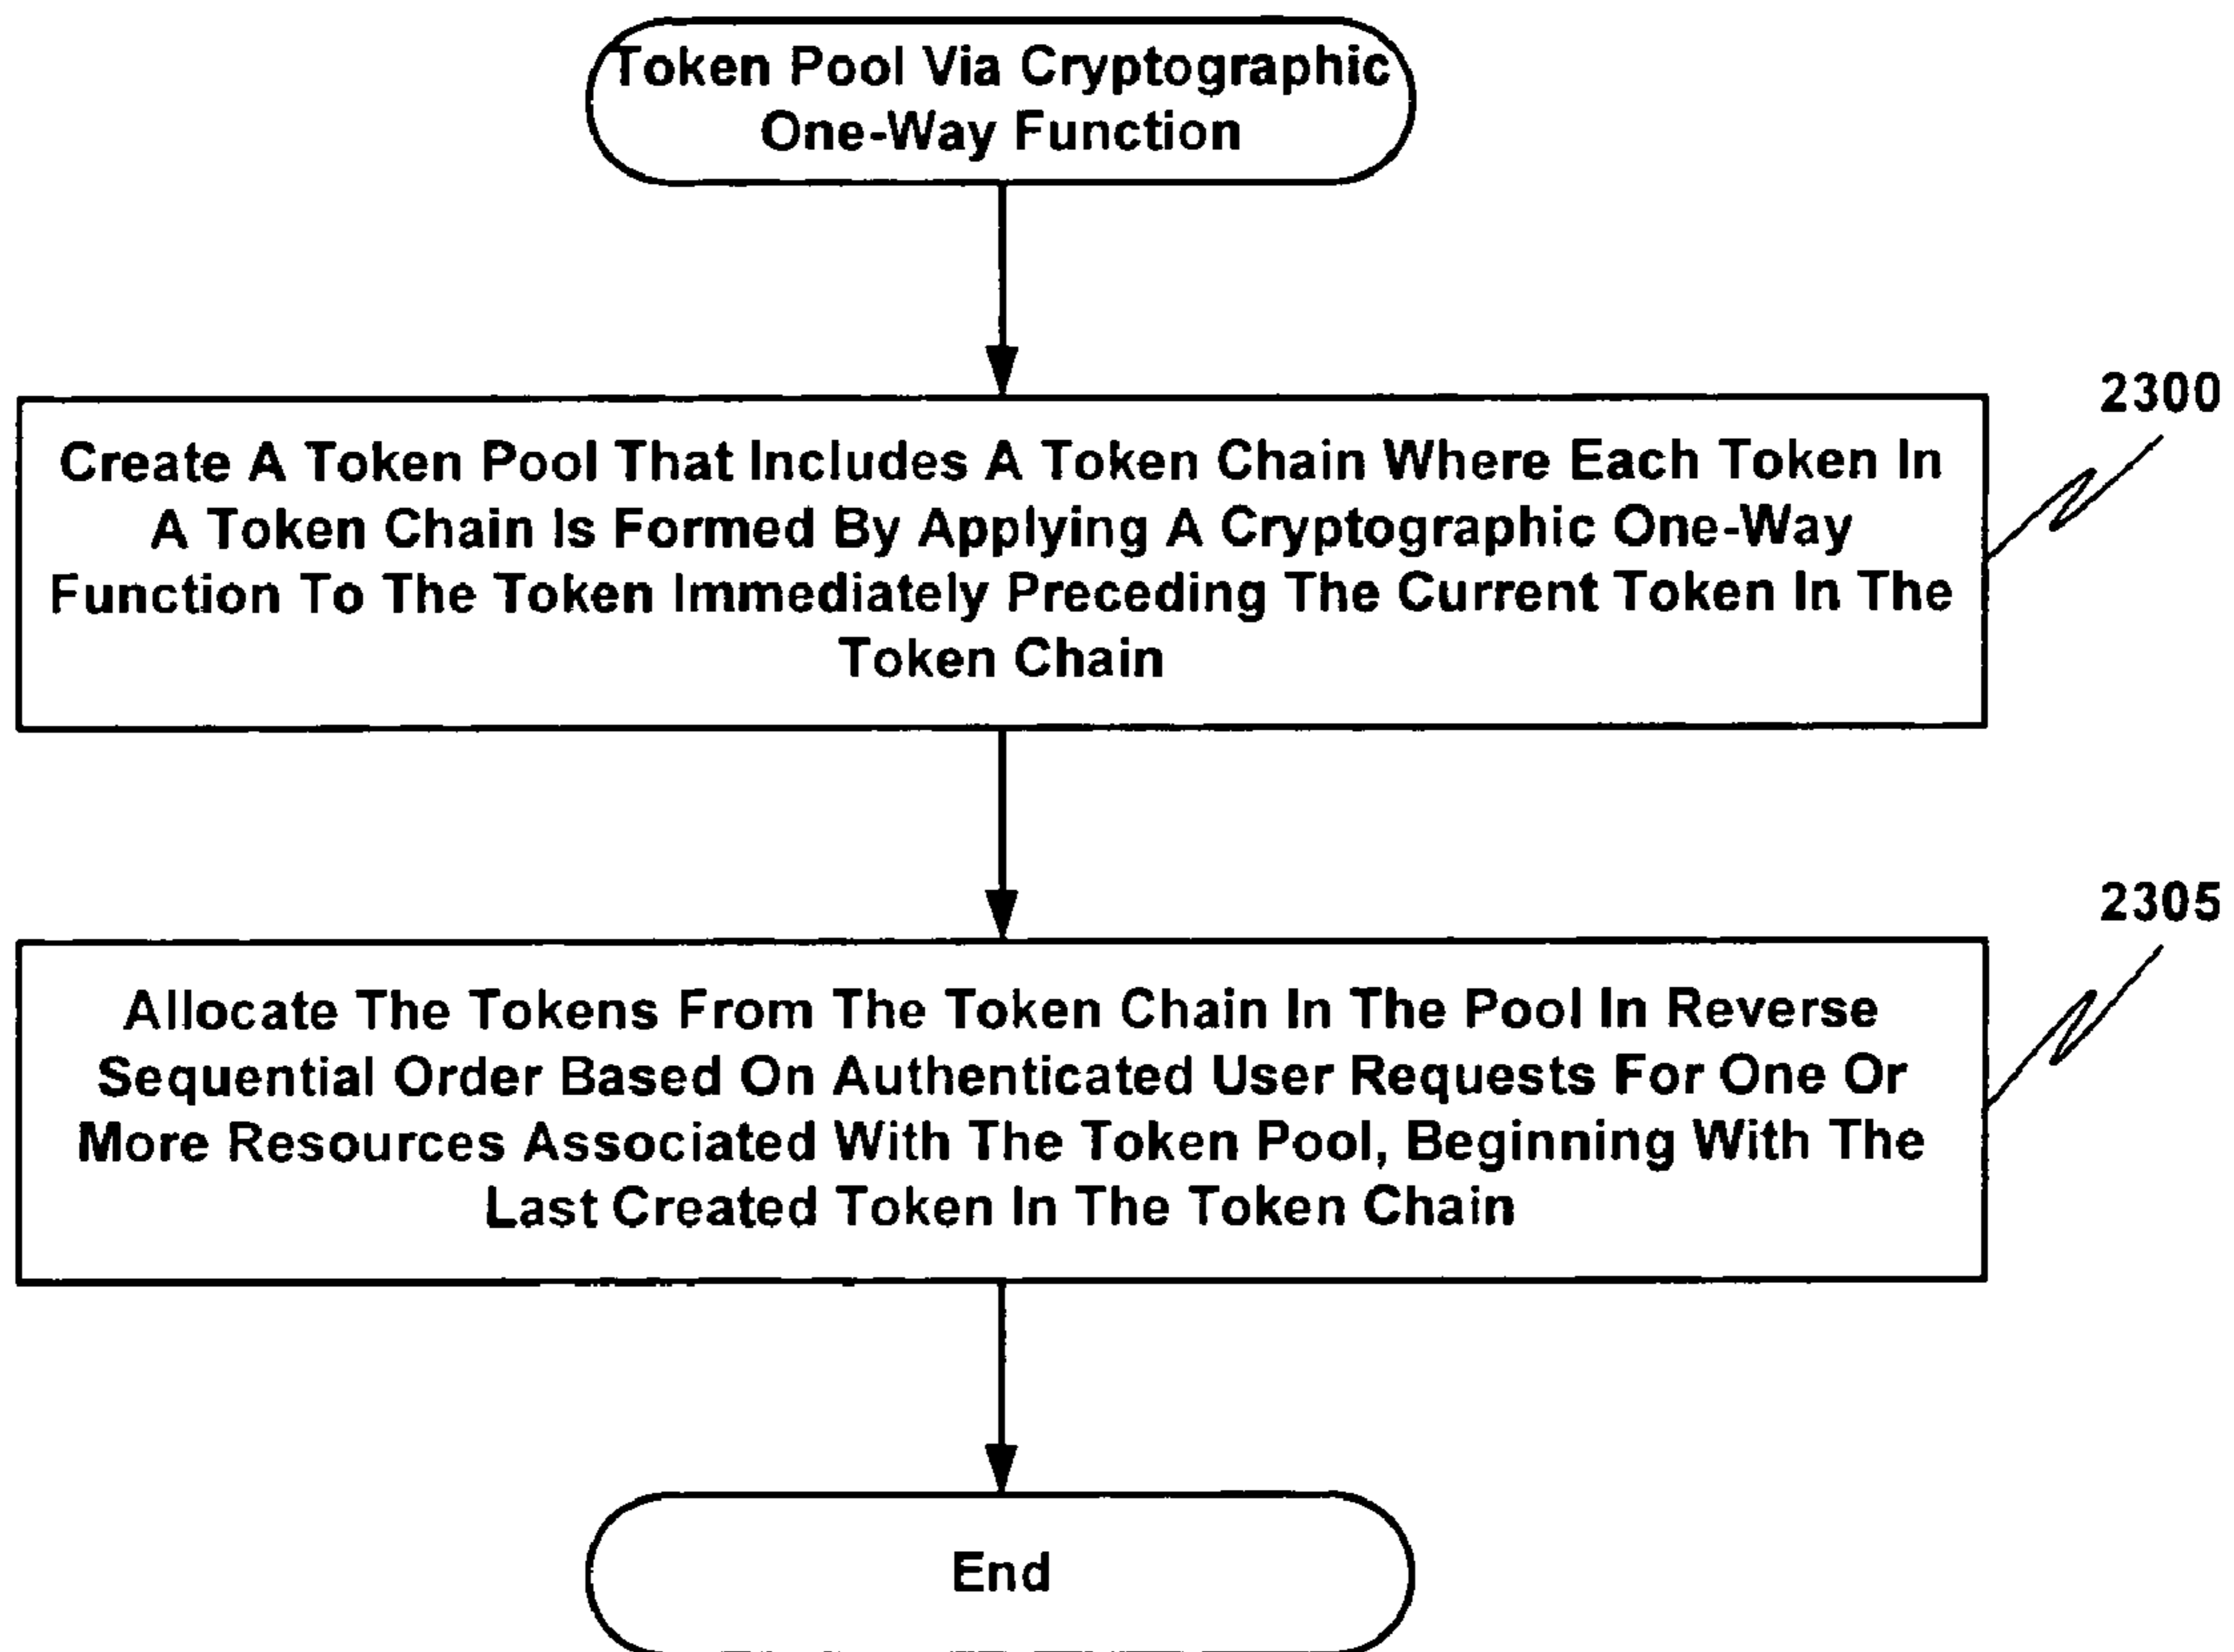 Token Pool Via Cryptographic
One-Way Function
2300
Create A Token Pool That Includes A Token Chain Where Each Token In
A Token Chain Is Formed By Applying A Cryptographic One-Way
Function To The Token Immediately Preceding The Current Token In The
Token Chain
2305
Allocate The Tokens From The Token Chain In The Pool In Reverse
Sequential Order Based On Authenticated User Requests For One Or
More Resources Associated With The Token Pool, Beginning With The
Last Created Token In The Token Chain
End